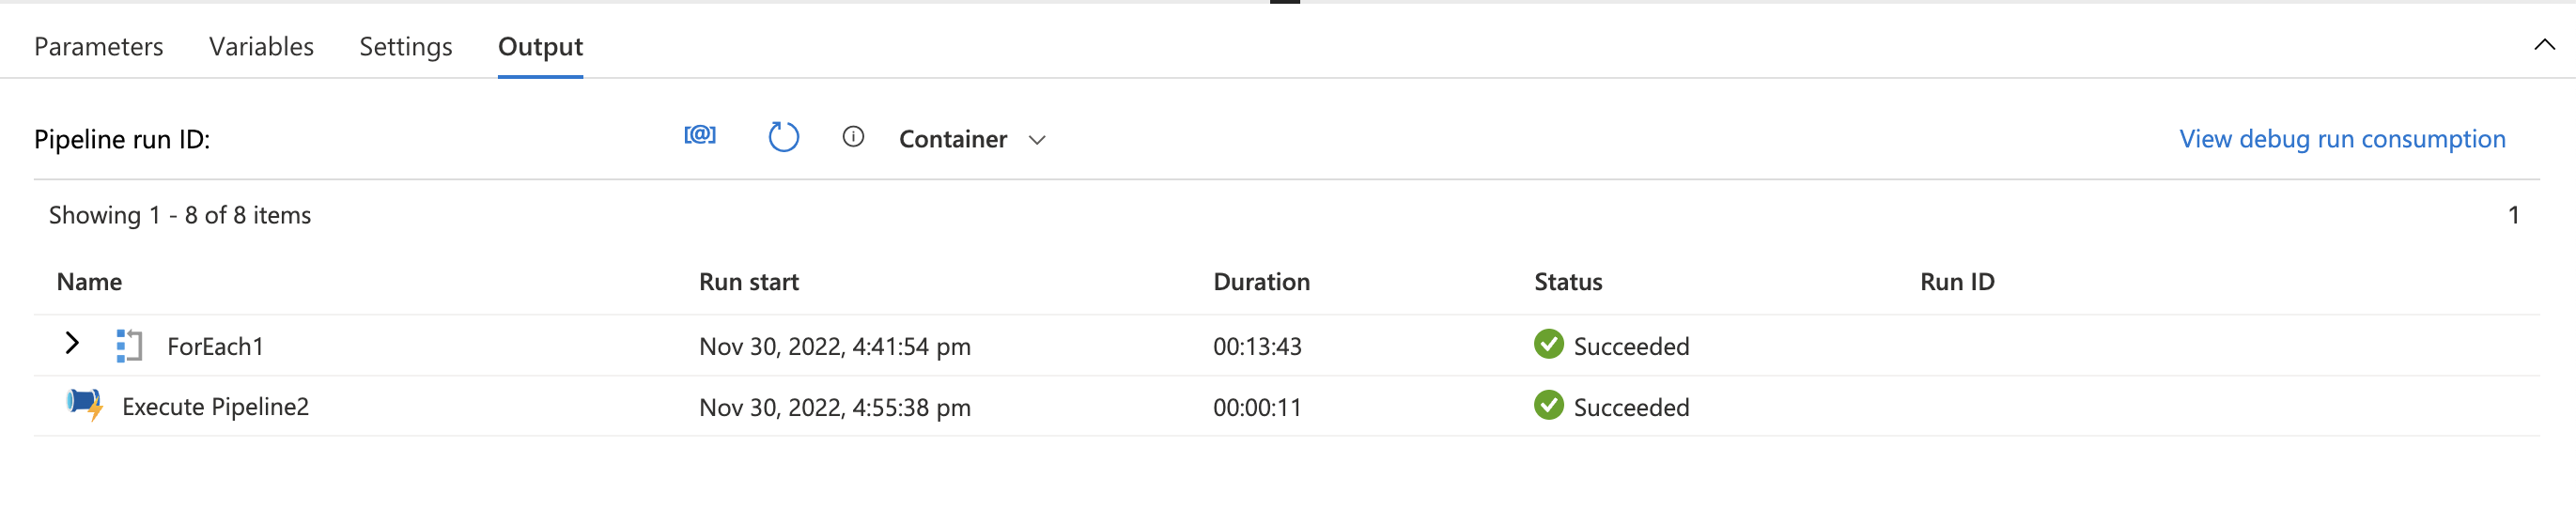 Parameters Variables Settings Output
Pipeline run ID: [@] Container View debug run consumption
Showing 1 - 8 of 8 items 1
Name Run start Duration Status Run ID
ForEach1 Nov 30, 2022, 4:41:54 pm 00:13:43 Succeeded
Execute Pipeline2 Nov 30, 2022, 4:55:38 pm 00:00:11 Succeeded